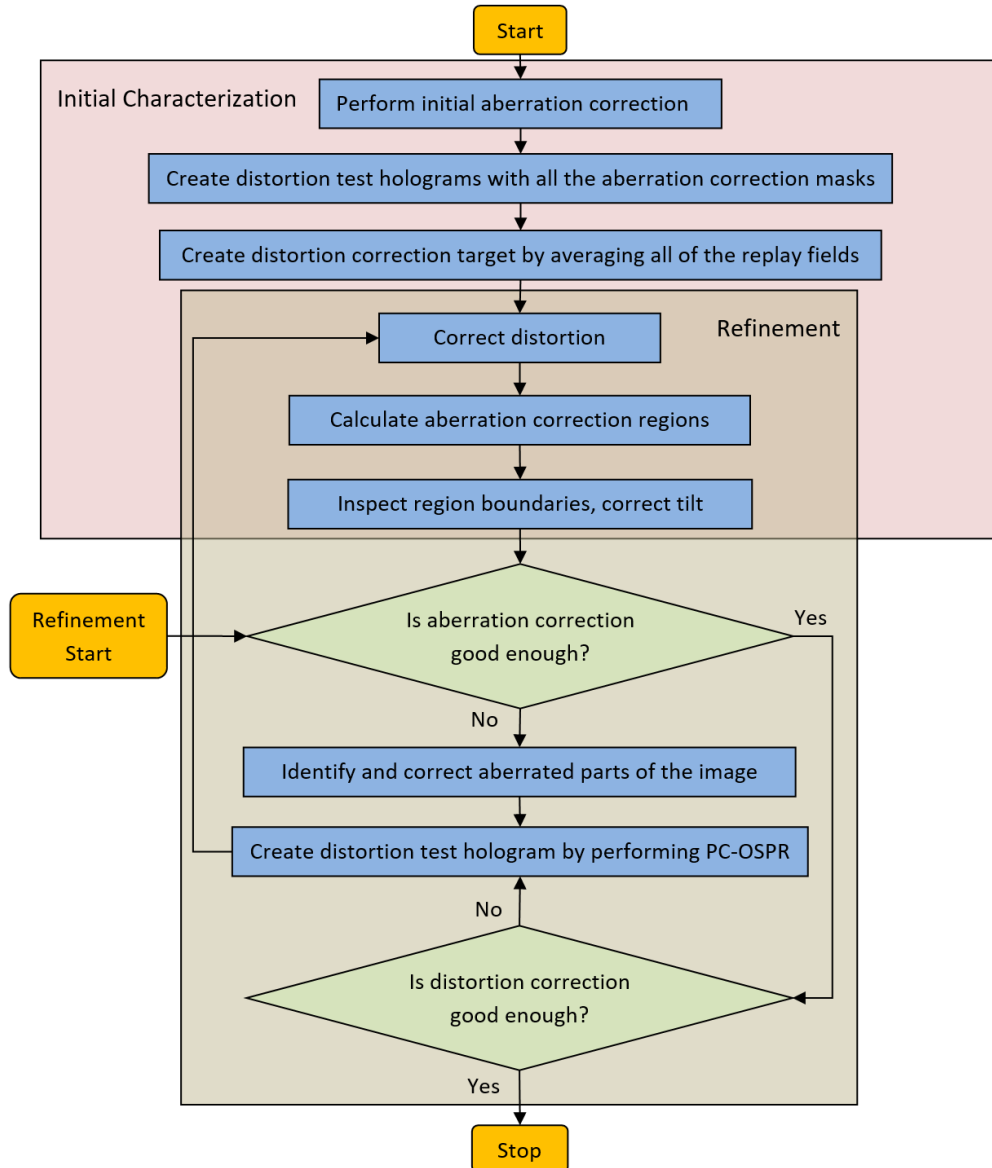 Start
Initial Characterization
Perform initial aberration correction
Create distortion test holograms with all the aberration correction masks
Create distortion correction target by averaging all of the replay fields
Refinement
Correct distortion
Calculate aberration correction regions
Inspect region boundaries, correct tilt
Refinement
Start
Is aberration correction
good enough?
Yes
No
Identify and correct aberrated parts of the image
Create distortion test hologram by performing PC-OSPR
No
Is distortion correction
good enough?
Yes
Stop